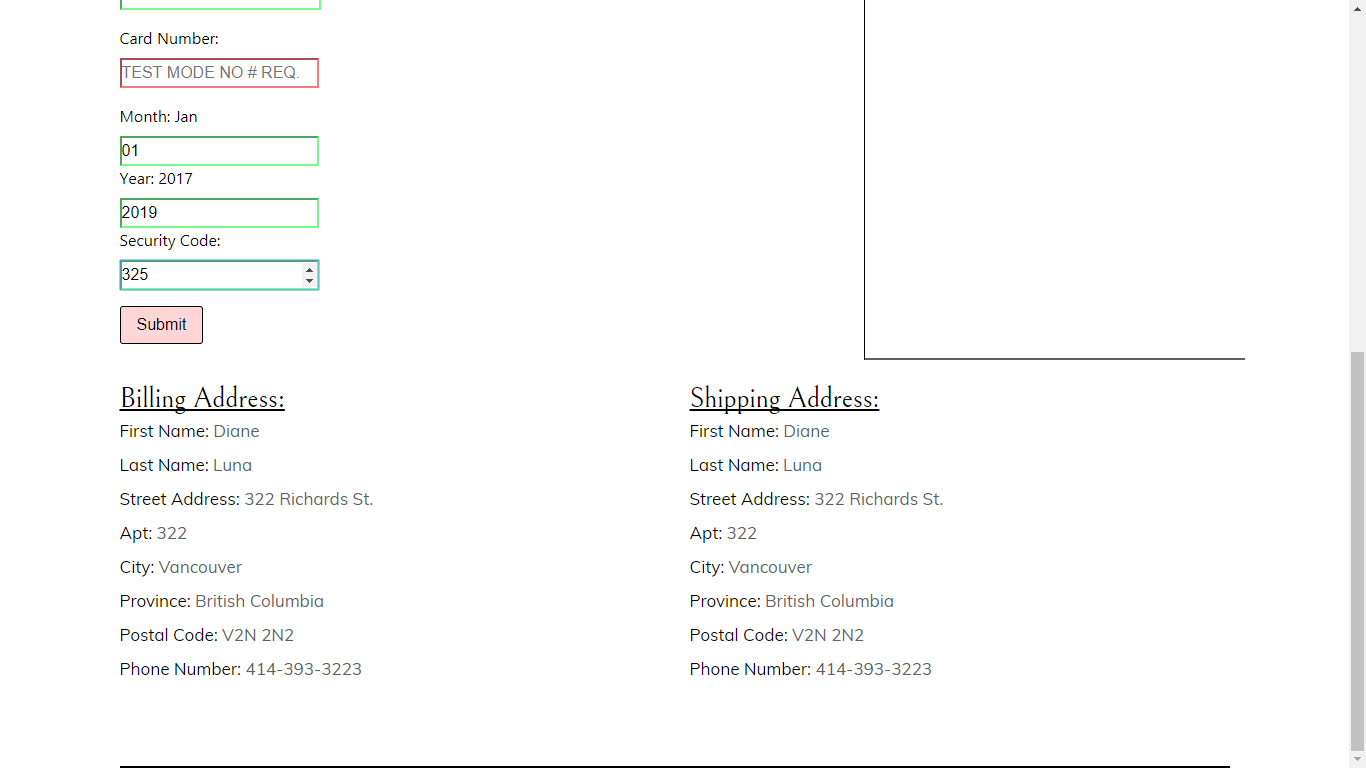 Card Number:
TEST MODE NO # REQ.
Month: Jan
01
Year: 2017
2019
Security Code:
325
Submit
Billing Address:
First Name: Diane
Last Name: Luna
Street Address: 322 Richards St.
Apt: 322
City: Vancouver
Province: British Columbia
Postal Code: V2N 2N2
Phone Number: 414-393-3223
Shipping Address:
First Name: Diane
Last Name: Luna
Street Address: 322 Richards St.
Apt: 322
City: Vancouver
Province: British Columbia
Postal Code: V2N 2N2
Phone Number: 414-393-3223